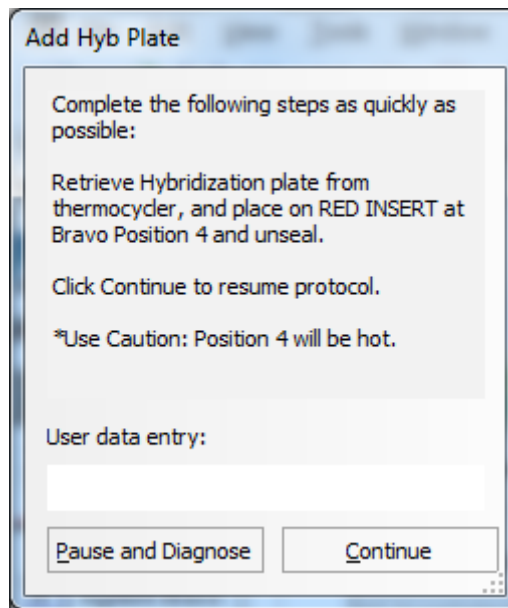 Add Hyb Plate
Complete the following steps as quickly as
possible:
Retrieve Hybridization plate from
thermocycler, and place on RED INSERT at
Bravo Position 4 and unseal.
Click Continue to resume protocol.
*Use Caution: Position 4 will be hot.
User data entry:
Pause and Diagnose
Continue